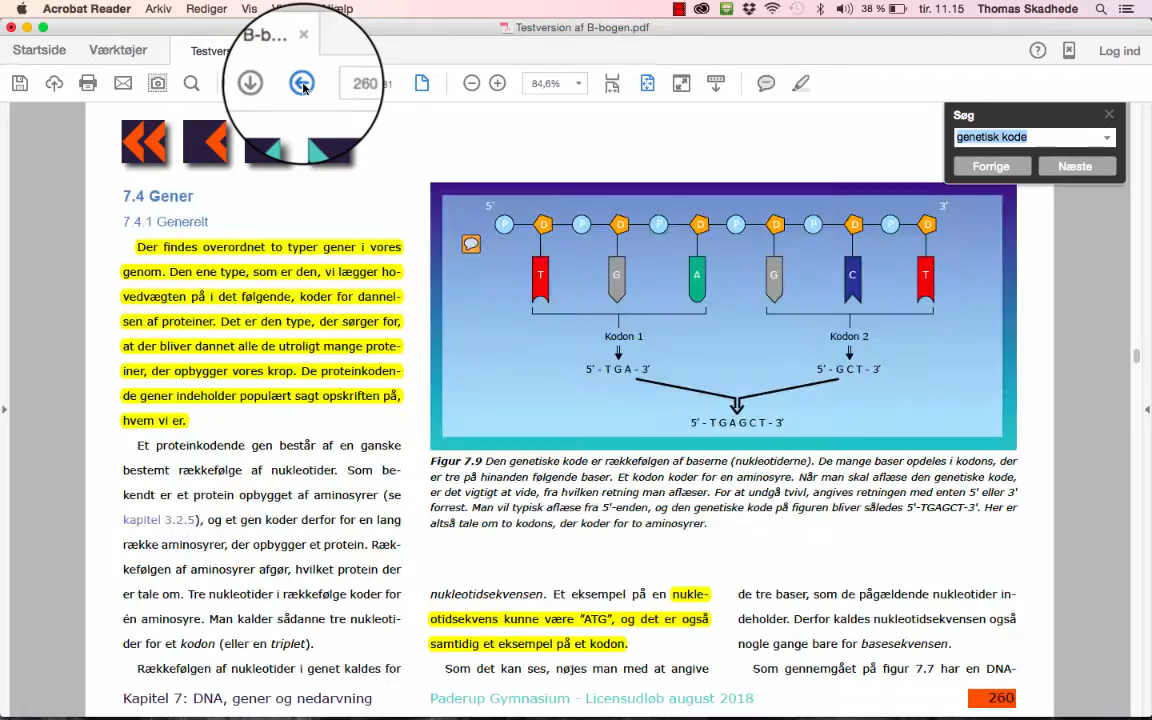 Acrobat Reader Arkiv Rediger Vis Hjælp 38 % tir. 11.15 Thomas Skadhede
Testversion af B-bogen.pdf
Startside Værktøjer Testver B-b... × Log ind
260 31 84,6%
Søg
genetisk kode
Forrige Næste
7.4 Gener
7.4.1 Generelt
Der findes overordnet to typer gener i vores
genom. Den ene type, som er den, vi lægger ho-
vedvægten på i det følgende, koder for dannel-
sen af proteiner. Det er den type, der sørger for,
at der bliver dannet alle de utroligt mange prote-
iner, der opbygger vores krop. De proteinkoden-
de gener indeholder populært sagt opskriften på,
hvem vi er.
Et proteinkodende gen består af en ganske
bestemt rækkefølge af nukleotider. Som be-
kendt er et protein opbygget af aminosyrer (se
kapitel 3.2.5), og et gen koder derfor for en lang
række aminosyrer, der opbygger et protein. Ræk-
kefølgen af aminosyrer afgør, hvilket protein der
er tale om. Tre nukleotider i rækkefølge koder for
én aminosyre. Man kalder sådanne tre nukleoti-
der for et kodon (eller en triplet).
Rækkefølgen af nukleotider i genet kaldes for
5' 3'
P D P D P D P D P D P D
T G A G C T
Kodon 1 Kodon 2
5' - T G A - 3' 5' - G C T - 3'
5' - T G A G C T - 3'
Figur 7.9 Den genetiske kode er rækkefølgen af baserne (nukleotiderne). De mange baser opdeles i kodons, der
er tre på hinanden følgende baser. Et kodon koder for en aminosyre. Når man skal aflæse den genetiske kode,
er det vigtigt at vide, fra hvilken retning man aflæser. For at undgå tvivl, angives retningen med enten 5' eller 3'
forrest. Man vil typisk aflæse fra 5'-enden, og den genetiske kode på figuren bliver således 5'-TGAGCT-3'. Her er
altså tale om to kodons, der koder for to aminosyrer.
nukleotidsekvensen. Et eksempel på en nukle-
otidsekvens kunne være "ATG", og det er også
samtidig et eksempel på et kodon.
Som det kan ses, nøjes man med at angive
de tre baser, som de pågældende nukleotider in-
deholder. Derfor kaldes nukleotidsekvensen også
nogle gange bare for basesekvensen.
Som gennemgået på figur 7.7 har en DNA-
Kapitel 7: DNA, gener og nedarvning Paderup Gymnasium - Licensudløb august 2018 260